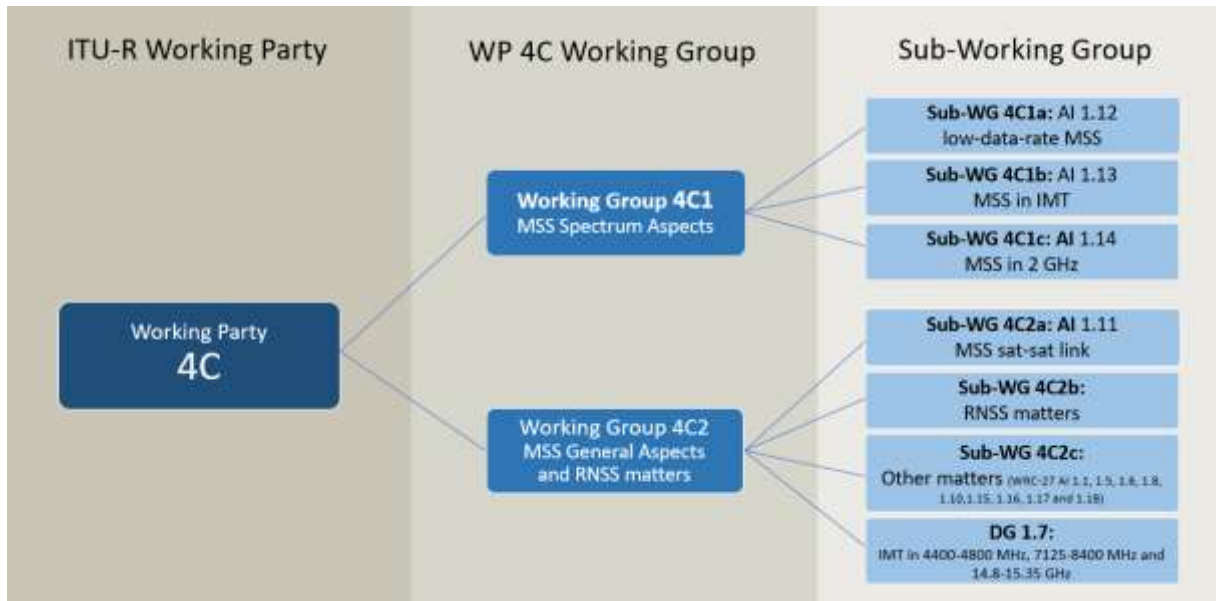 ITU-R Working Party
WP 4C Working Group
Sub-Working Group
Sub-WG 4C1a: AI 1.12
low-data-rate MSS
Sub-WG 4C1b: AI 1.13
MSS in IMT
Working Group 4C1
MSS Spectrum Aspects
Sub-WG 4C1c: AI 1.14
MSS in 2 GHz
Working Party
4C
Sub-WG 4C2a: AI 1.11
MSS sat-sat link
Sub-WG 4C2b:
RNSS matters
Working Group 4C2
MSS General Aspects
and RNSS matters
Sub-WG 4C2c:
Other matters (WRC-27 AI 1.1, 1.5, 1.6, 1.8,
1.10,1.15, 1.16, 1.17 and 1.18)
DG 1.7:
IMT in 4400-4800 MHz, 7125-8400 MHz and
14.8-15.35 GHz